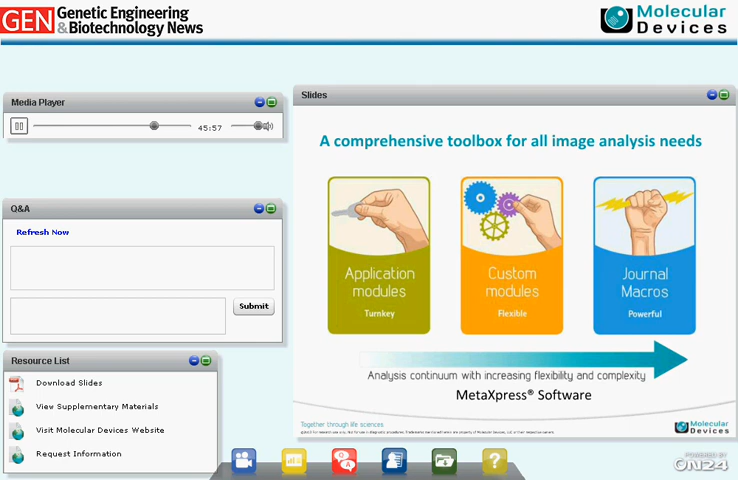 GEN Genetic Engineering
&Biotechnology News
Molecular
Devices
Media Player
45:57
Q&A
Refresh Now
Submit
Resource List
Download Slides
View Supplementary Materials
Visit Molecular Devices Website
Request Information
Slides
A comprehensive toolbox for all image analysis needs
Application
modules
Turnkey
Custom
modules
Flexible
Journal
Macros
Powerful
Analysis continuum with increasing flexibility and complexity
MetaXpress® Software
Together through life sciences
Molecular
Devices
Q
A
?
POWERED BY
ON24